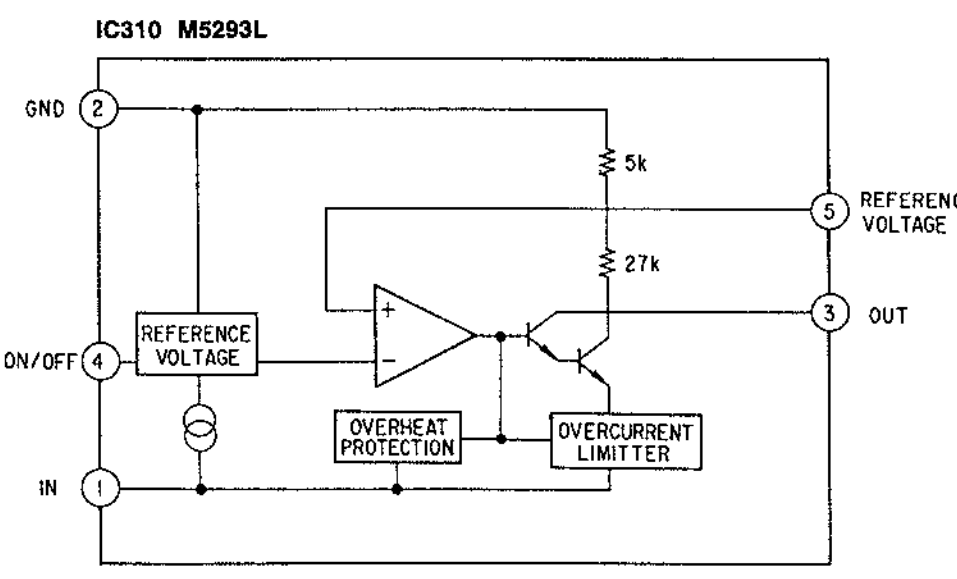 IC310 M5293L
GND 2
5k
5 REFERENC
VOLTAGE
27k
+
3 OUT
REFERENCE
VOLTAGE
ON/OFF 4
−
OVERHEAT
PROTECTION
OVERCURRENT
LIMITTER
IN 1